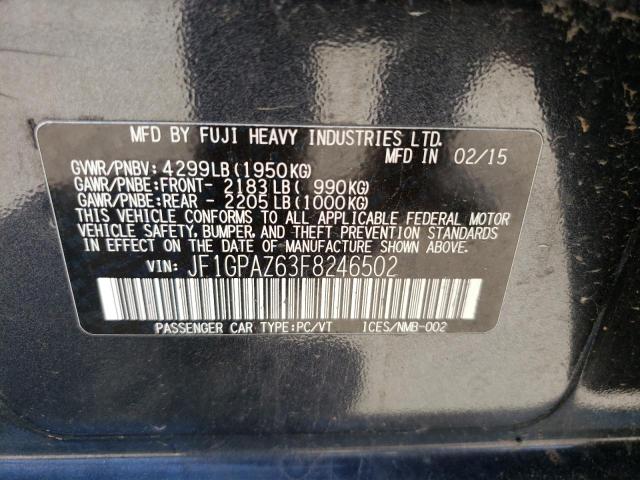 MFD BY FUJI HEAVY INDUSTRIES LTD.
MFD IN 02/15
GVWR/PNBV: 4299LB (1950KG)
GAWR/PNBE:FRONT- 2183LB( 990KG)
GAWR/PNBE:REAR - 2205LB(1000KG)
THIS VEHICLE CONFORMS TO ALL APPLICABLE FEDERAL MOTOR
VEHICLE SAFETY, BUMPER, AND THEFT PREVENTION STANDARDS
IN EFFECT ON THE DATE OF MANUFACTURE SHOWN ABOVE.
VIN: JF1GPAZ63F8246502
PASSENGER CAR TYPE:PC/VT ICES/NMB-002